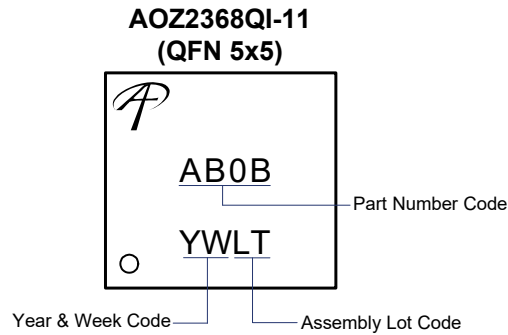 AOZ2368QI-11
(QFN 5x5)
AB0B
Part Number Code
YWLT
Year & Week Code
Assembly Lot Code